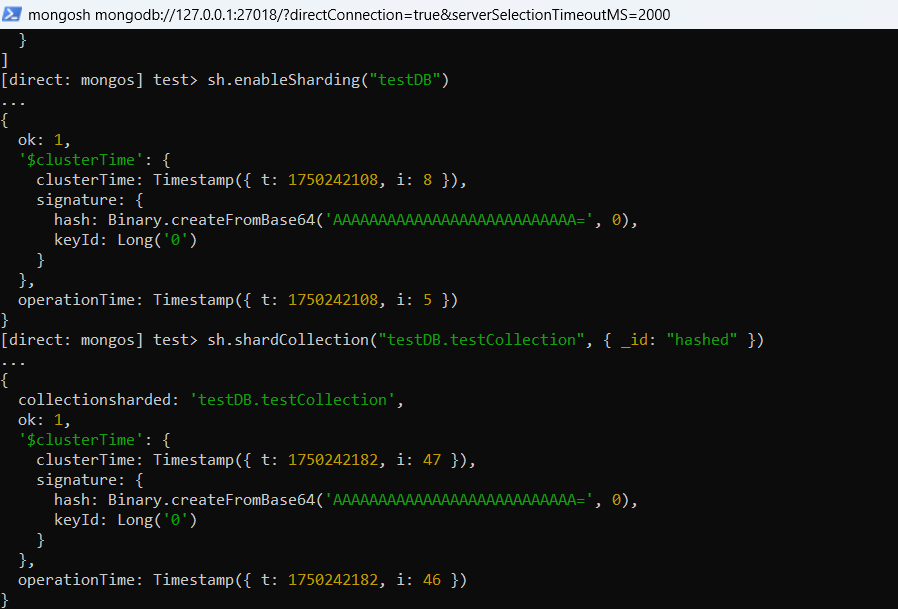 mongosh mongodb://127.0.0.1:27018/?directConnection=true&serverSelectionTimeoutMS=2000
  }
]
[direct: mongos] test> sh.enableSharding("testDB")
...
{
  ok: 1,
  '$clusterTime': {
    clusterTime: Timestamp({ t: 1750242108, i: 8 }),
    signature: {
      hash: Binary.createFromBase64('AAAAAAAAAAAAAAAAAAAAAAAAAAA=', 0),
      keyId: Long('0')
    }
  },
  operationTime: Timestamp({ t: 1750242108, i: 5 })
}
[direct: mongos] test> sh.shardCollection("testDB.testCollection", { _id: "hashed" })
...
{
  collectionsharded: 'testDB.testCollection',
  ok: 1,
  '$clusterTime': {
    clusterTime: Timestamp({ t: 1750242182, i: 47 }),
    signature: {
      hash: Binary.createFromBase64('AAAAAAAAAAAAAAAAAAAAAAAAAAA=', 0),
      keyId: Long('0')
    }
  },
  operationTime: Timestamp({ t: 1750242182, i: 46 })
}